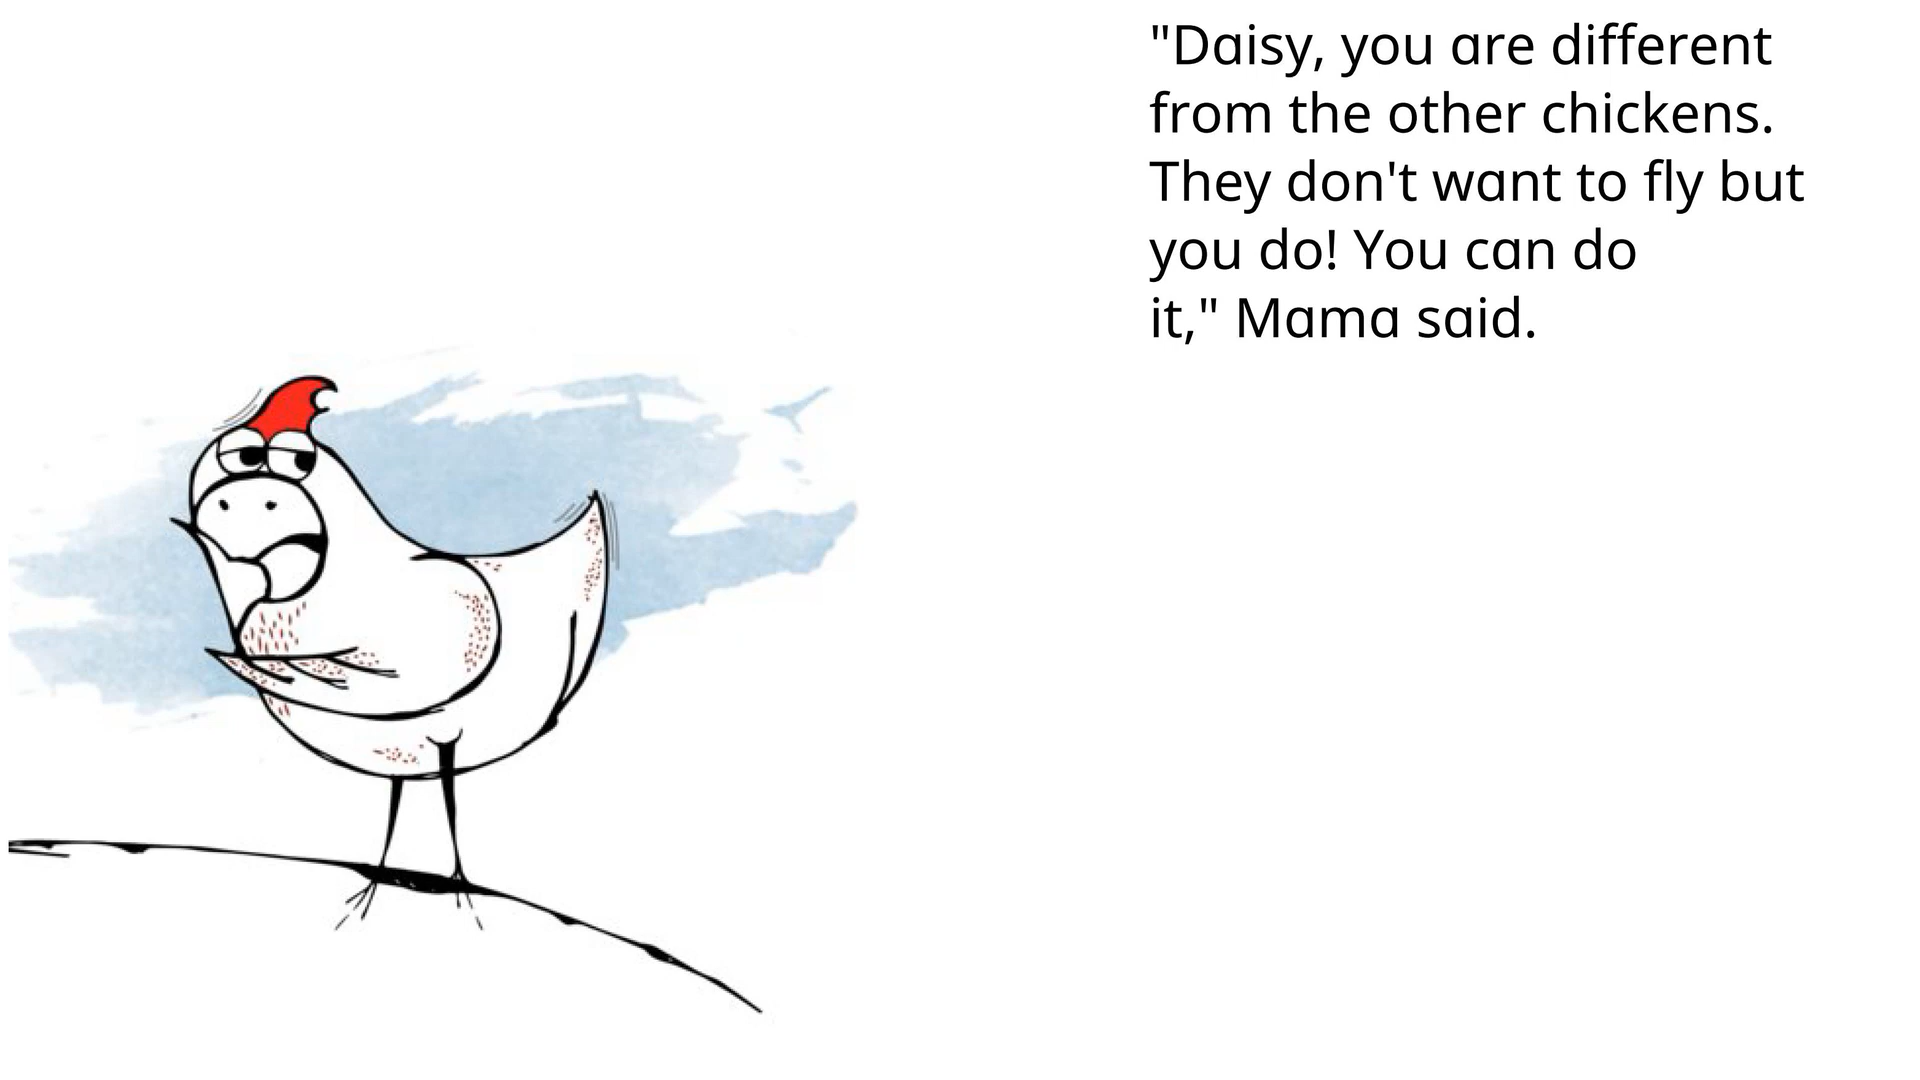 "Daisy, you are different
from the other chickens.
They don't want to fly but
you do! You can do
it," Mama said.